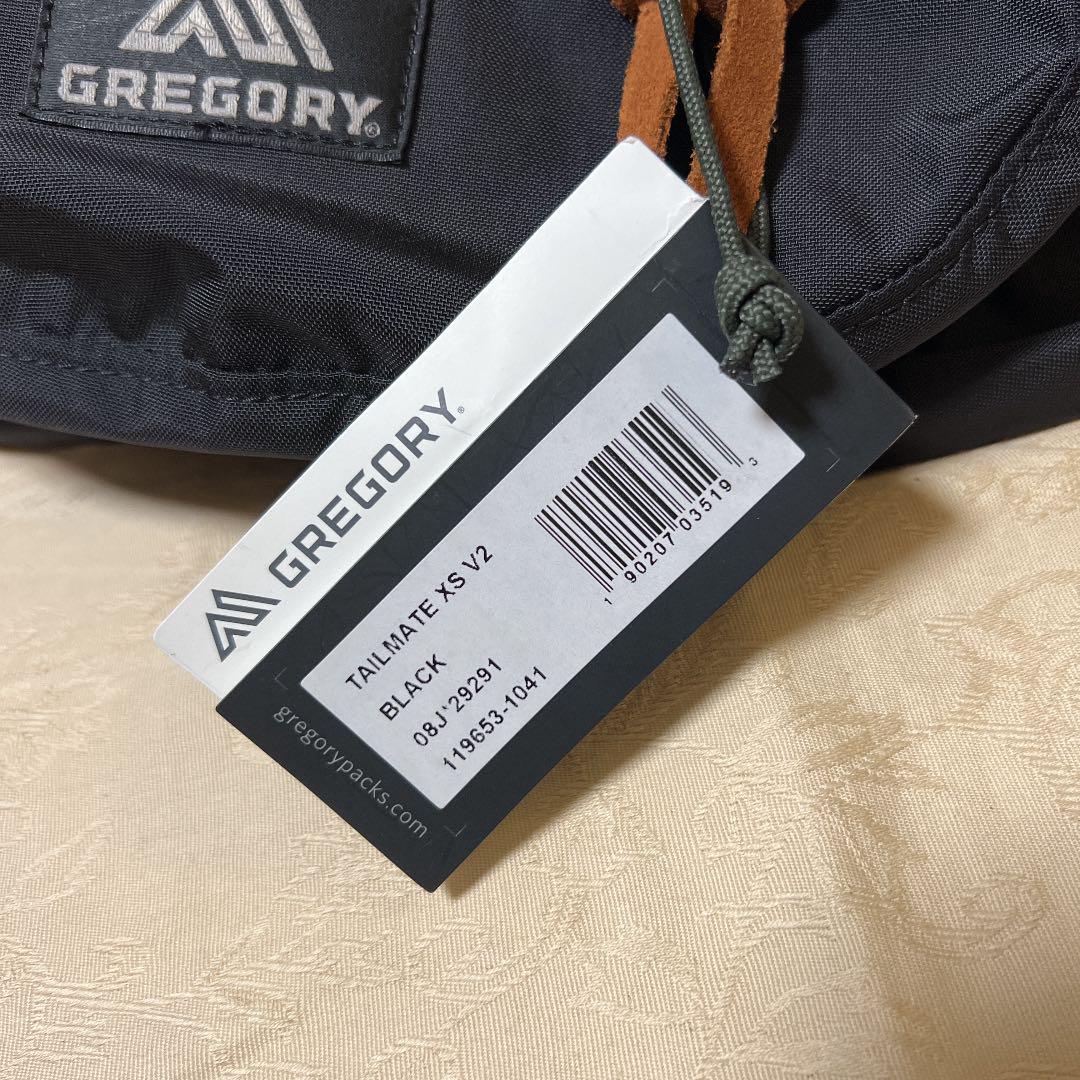 GREGORY®
GREGORY®
1 90207 03519 3
TAILMATE XS V2
BLACK
08J*29291
119653-1041
gregorypacks.com